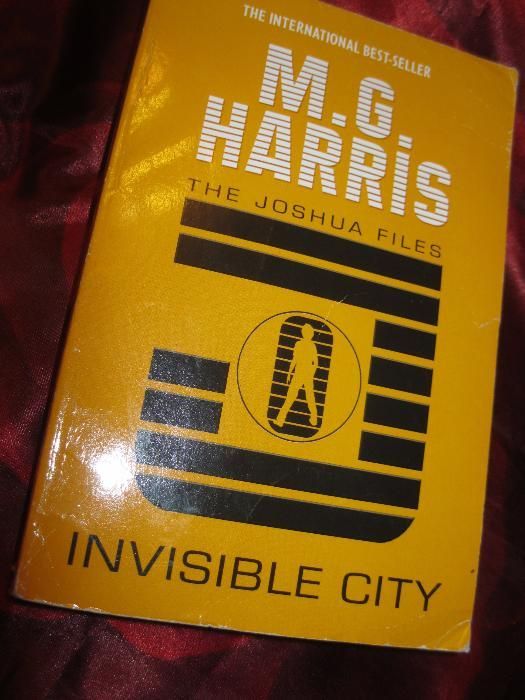 THE INTERNATIONAL BEST-SELLER
M.G.
HARRiS
THE JOSHUA FILES
INVISIBLE CITY